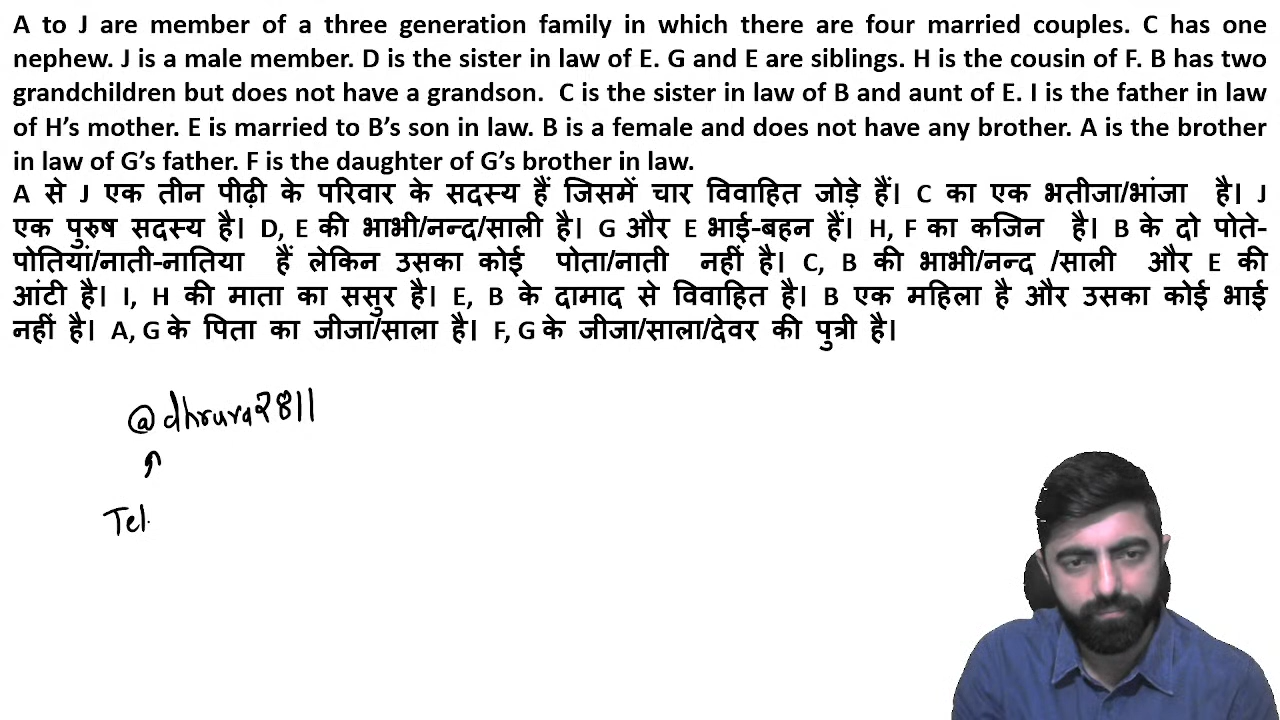 A to J are member of a three generation family in which there are four married couples. C has one
nephew. J is a male member. D is the sister in law of E. G and E are siblings. H is the cousin of F. B has two
grandchildren but does not have a grandson. C is the sister in law of B and aunt of E. I is the father in law
of H's mother. E is married to B's son in law. B is a female and does not have any brother. A is the brother
in law of G's father. F is the daughter of G's brother in law.
A से J एक तीन पीढ़ी के परिवार के सदस्य हैं जिसमें चार विवाहित जोड़े हैं। C का एक भतीजा/भांजा है। J
एक पुरुष सदस्य है। D, E की भाभी/नन्द/साली है। G और E भाई-बहन हैं। H, F का कजिन है। B के दो पोते-
पोतियां/नाती-नातिया हैं लेकिन उसका कोई पोता/नाती नहीं है। C, B की भाभी/नन्द /साली और E की
आंटी है। I, H की माता का ससुर है। E, B के दामाद से विवाहित है। B एक महिला है और उसका कोई भाई
नहीं है। A, G के पिता का जीजा/साला है। F, G के जीजा/साला/देवर की पुत्री है।
@dhruva2811
Tel.